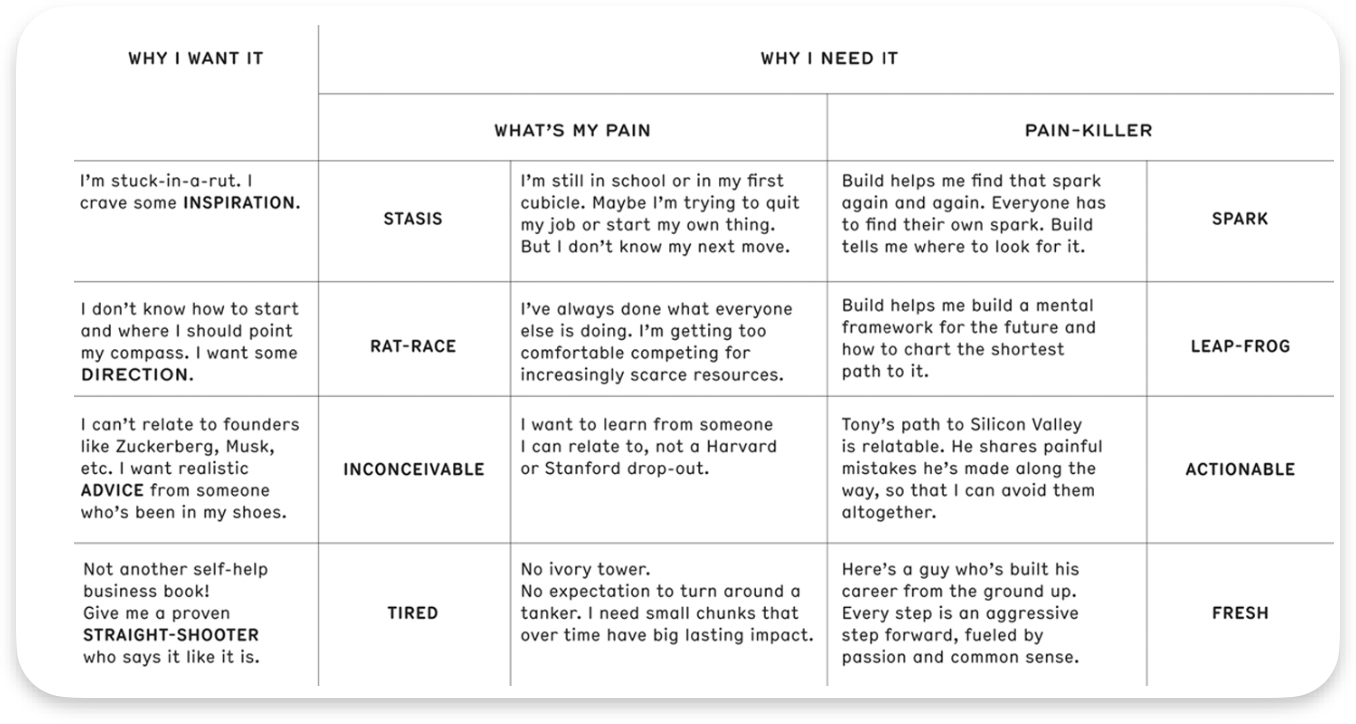 WHY I WANT IT
WHY I NEED IT
WHAT'S MY PAIN
PAIN-KILLER
I'm stuck-in-a-rut. I
crave some INSPIRATION.
STASIS
I'm still in school or in my first
cubicle. Maybe I'm trying to quit
my job or start my own thing.
But I don't know my next move.
Build helps me find that spark
again and again. Everyone has
to find their own spark. Build
tells me where to look for it.
SPARK
I don't know how to start
and where I should point
my compass. I want some
DIRECTION.
RAT-RACE
I've always done what everyone
else is doing. I'm getting too
comfortable competing for
increasingly scarce resources.
Build helps me build a mental
framework for the future and
how to chart the shortest
path to it.
LEAP-FROG
I can't relate to founders
like Zuckerberg, Musk,
etc. I want realistic
ADVICE from someone
who's been in my shoes.
INCONCEIVABLE
I want to learn from someone
I can relate to, not a Harvard
or Stanford drop-out.
Tony's path to Silicon Valley
is relatable. He shares painful
mistakes he's made along the
way, so that I can avoid them
altogether.
ACTIONABLE
Not another self-help
business book!
Give me a proven
STRAIGHT-SHOOTER
who says it like it is.
TIRED
No ivory tower.
No expectation to turn around a
tanker. I need small chunks that
over time have big lasting impact.
Here's a guy who's built his
career from the ground up.
Every step is an aggressive
step forward, fueled by
passion and common sense.
FRESH